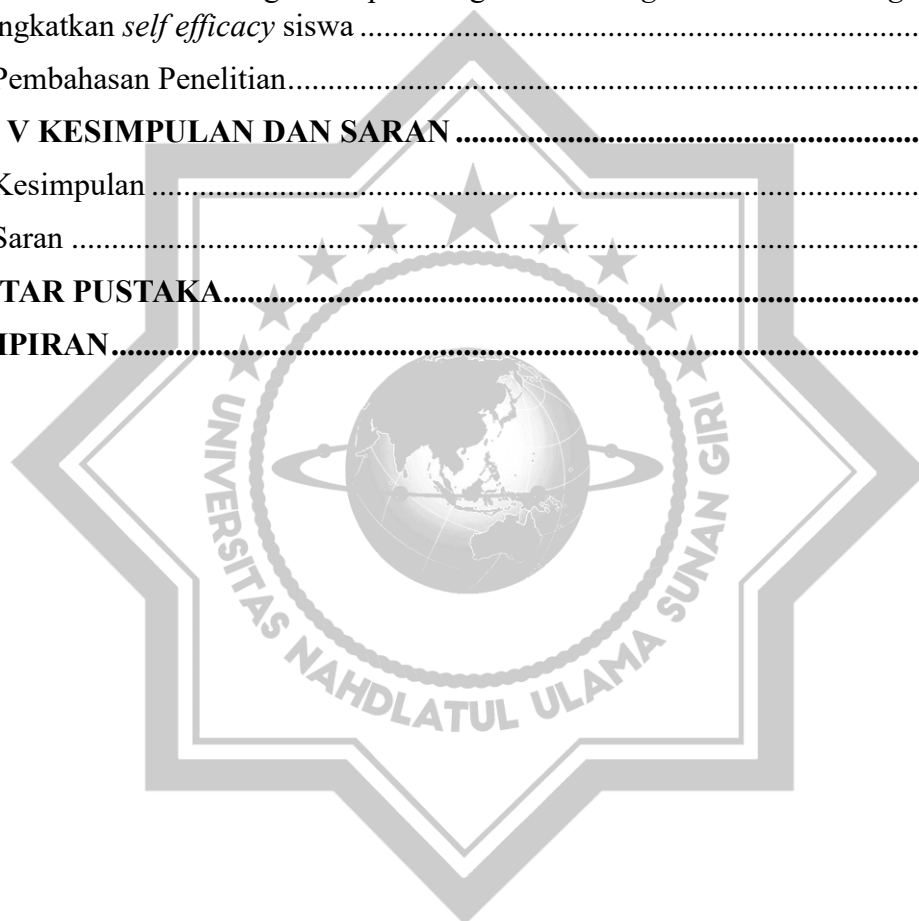 ngkatkan self efficacy siswa ........................................
Pembahasan Penelitian........................................
V KESIMPULAN DAN SARAN ........................................
Kesimpulan ........................................
Saran ........................................
TAR PUSTAKA........................................
IPIRAN........................................
UNIVERSITAS NAHDLATUL ULAMA SUNAN GIRI